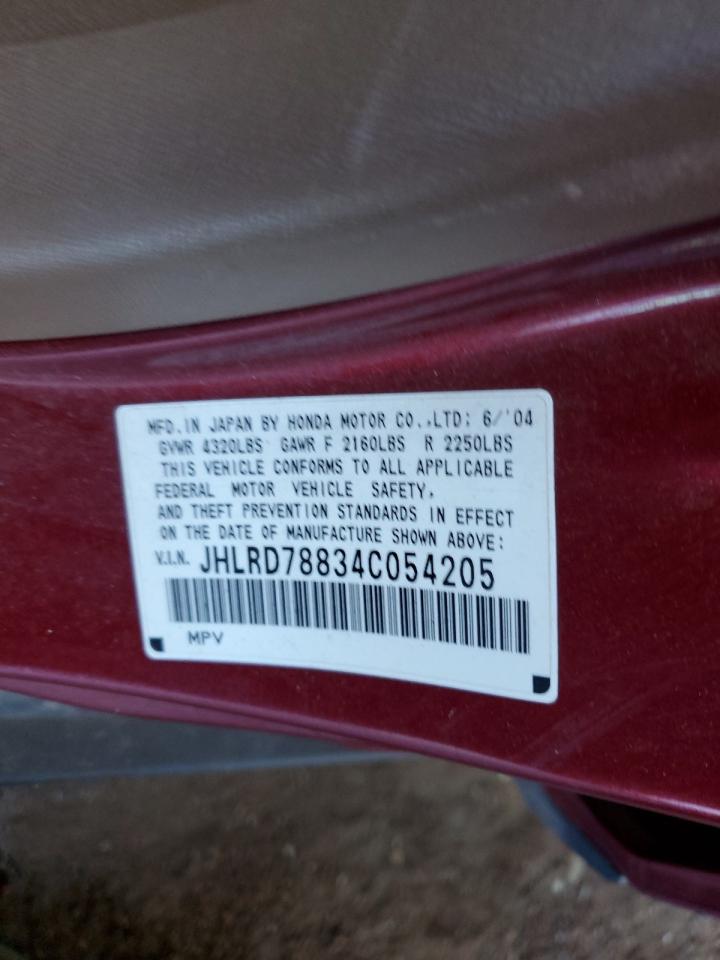 MFD.IN JAPAN BY HONDA MOTOR CO.,LTD: 6/'04
GVWR 4320LBS GAWR F 2160LBS R 2250LBS
THIS VEHICLE CONFORMS TO ALL APPLICABLE
FEDERAL MOTOR VEHICLE SAFETY,
AND THEFT PREVENTION STANDARDS IN EFFECT
ON THE DATE OF MANUFACTURE SHOWN ABOVE:
V.I.N. JHLRD78834C054205
MPV